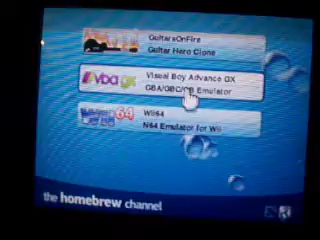 GuitarsOnFire
Guitar Hero Clone
vba gx
Visual Boy Advance GX
GBA/GBC/GB Emulator
64
Wii64
N64 Emulator for Wii
the homebrew channel